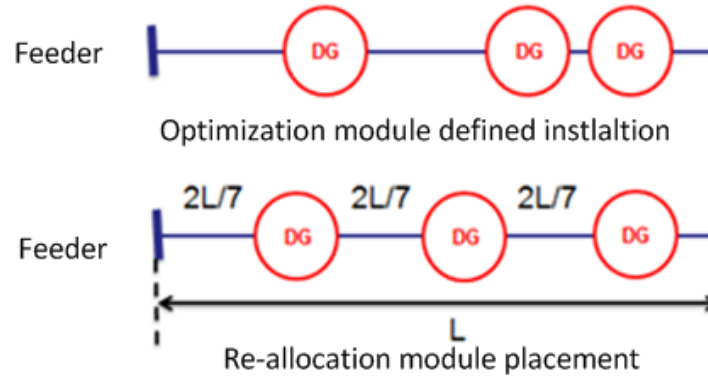 Feeder DG DG DG
Optimization module defined instlaltion
2L/7 2L/7 2L/7
Feeder DG DG DG
L
Re-allocation module placement